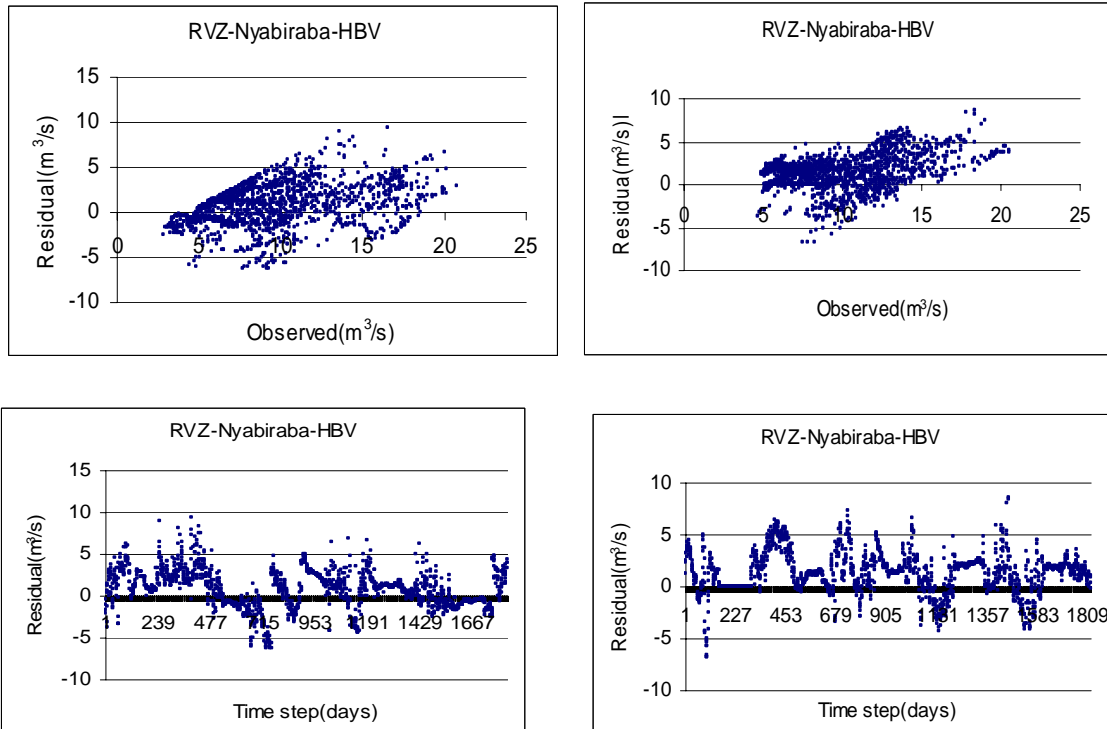 RVZ-Nyabiraba-HBV
15
10
5
0
-5
-10
0 5 10 15 20 25
Residual(m³/s)
Observed(m³/s)
RVZ-Nyabiraba-HBV
10
5
0
-5
-10
0 5 10 15 20 25
Residua(m³/s)l
Observed(m³/s)
RVZ-Nyabiraba-HBV
15
10
5
0
-5
-10
1 239 477 715 953 1191 1429 1667
Residual(m³/s)
Time step(days)
RVZ-Nyabiraba-HBV
10
5
0
-5
-10
1 227 453 679 905 1131 1357 1583 1809
Residual(m³/s)
Time step(days)